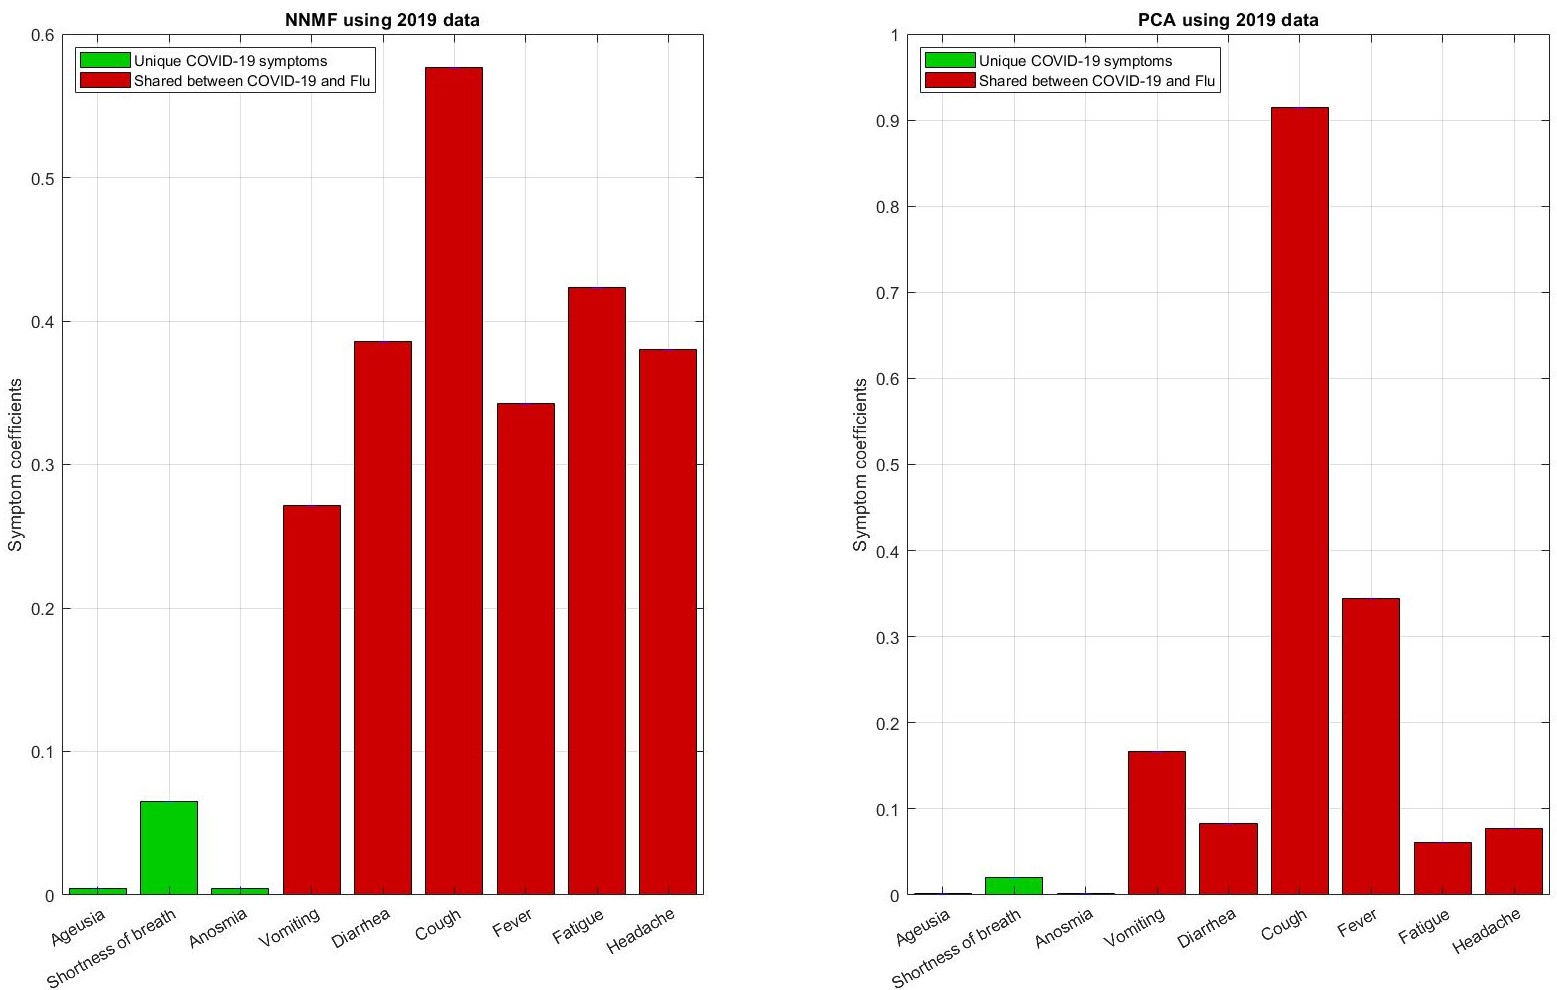 NNMF using 2019 data
0.6
0.5
0.4
0.3
0.2
0.1
0
Symptom coefficients
Unique COVID-19 symptoms
Shared between COVID-19 and Flu
Ageusia
Shortness of breath
Anosmia
Vomiting
Diarrhea
Cough
Fever
Fatigue
Headache
PCA using 2019 data
1
0.9
0.8
0.7
0.6
0.5
0.4
0.3
0.2
0.1
0
Symptom coefficients
Unique COVID-19 symptoms
Shared between COVID-19 and Flu
Ageusia
Shortness of breath
Anosmia
Vomiting
Diarrhea
Cough
Fever
Fatigue
Headache